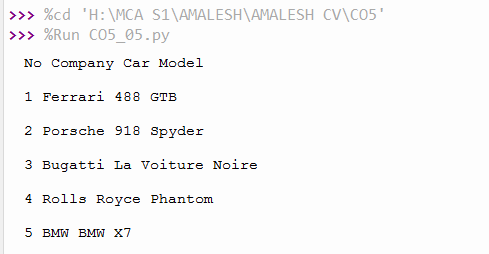 >>> %cd 'H:\MCA S1\AMALESH\AMALESH CV\CO5'
>>> %Run CO5_05.py
No Company Car Model
1 Ferrari 488 GTB
2 Porsche 918 Spyder
3 Bugatti La Voiture Noire
4 Rolls Royce Phantom
5 BMW BMW X7